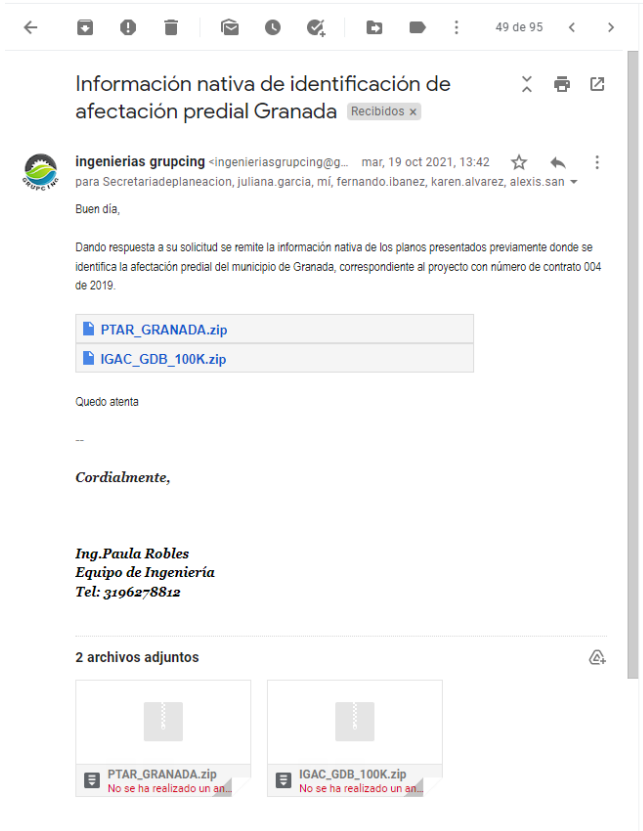 49 de 95
Información nativa de identificación de
afectación predial Granada Recibidos x
GRUPCING
ingenierias grupcing <ingenieriasgrupcing@g... mar, 19 oct 2021, 13:42
para Secretariadeplaneacion, juliana.garcia, mí, fernando.ibanez, karen.alvarez, alexis.san
Buen día,
Dando respuesta a su solicitud se remite la información nativa de los planos presentados previamente donde se
identifica la afectación predial del municipio de Granada, correspondiente al proyecto con número de contrato 004
de 2019.
PTAR_GRANADA.zip
IGAC_GDB_100K.zip
Quedo atenta
--
Cordialmente,
Ing.Paula Robles
Equipo de Ingeniería
Tel: 3196278812
2 archivos adjuntos
PTAR_GRANADA.zip
No se ha realizado un an...
IGAC_GDB_100K.zip
No se ha realizado un an...